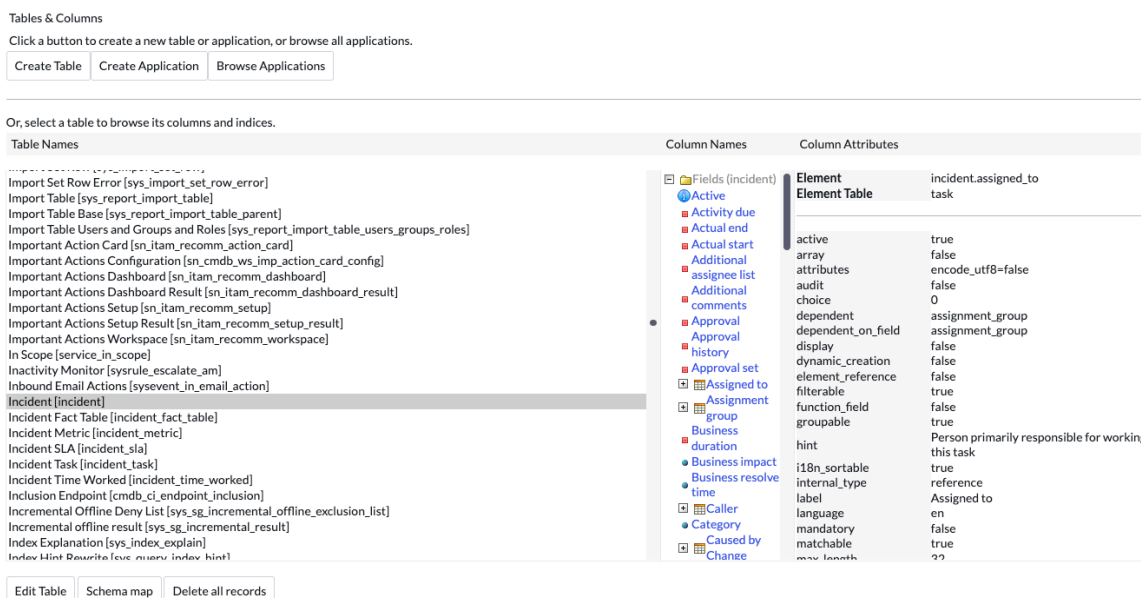 Tables & Columns
Click a button to create a new table or application, or browse all applications.
Create Table Create Application Browse Applications
Or, select a table to browse its columns and indices.
Table Names Column Names Column Attributes
Import Set Row Error [sys_import_set_row_error]
Import Table [sys_report_import_table]
Import Table Base [sys_report_import_table_parent]
Import Table Users and Groups and Roles [sys_report_import_table_users_groups_roles]
Important Action Card [sn_itam_recomm_action_card]
Important Actions Configuration [sn_cmdb_ws_imp_action_card_config]
Important Actions Dashboard [sn_itam_recomm_dashboard]
Important Actions Dashboard Result [sn_itam_recomm_dashboard_result]
Important Actions Setup [sn_itam_recomm_setup]
Important Actions Setup Result [sn_itam_recomm_setup_result]
Important Actions Workspace [sn_itam_recomm_workspace]
In Scope [service_in_scope]
Inactivity Monitor [sysrule_escalate_am]
Inbound Email Actions [sysevent_in_email_action]
Incident [incident]
Incident Fact Table [incident_fact_table]
Incident Metric [incident_metric]
Incident SLA [incident_sla]
Incident Task [incident_task]
Incident Time Worked [incident_time_worked]
Inclusion Endpoint [cmdb_ci_endpoint_inclusion]
Incremental Offline Deny List [sys_sg_incremental_offline_exclusion_list]
Incremental offline result [sys_sg_incremental_result]
Index Explanation [sys_index_explain]
Index Hint Rewrite [sys_query_index_hint]
Fields (incident)
Active
Activity due
Actual end
Actual start
Additional
assignee list
Additional
comments
Approval
Approval
history
Approval set
Assigned to
Assignment
group
Business
duration
Business impact
Business resolve
time
Caller
Category
Caused by
Change
Element incident.assigned_to
Element Table task
active true
array false
attributes encode_utf8=false
audit false
choice 0
dependent assignment_group
dependent_on_field assignment_group
display false
dynamic_creation false
element_reference false
filterable true
function_field false
groupable true
hint Person primarily responsible for working
this task
i18n_sortable true
internal_type reference
label Assigned to
language en
mandatory false
matchable true
max_length 32
Edit Table Schema map Delete all records